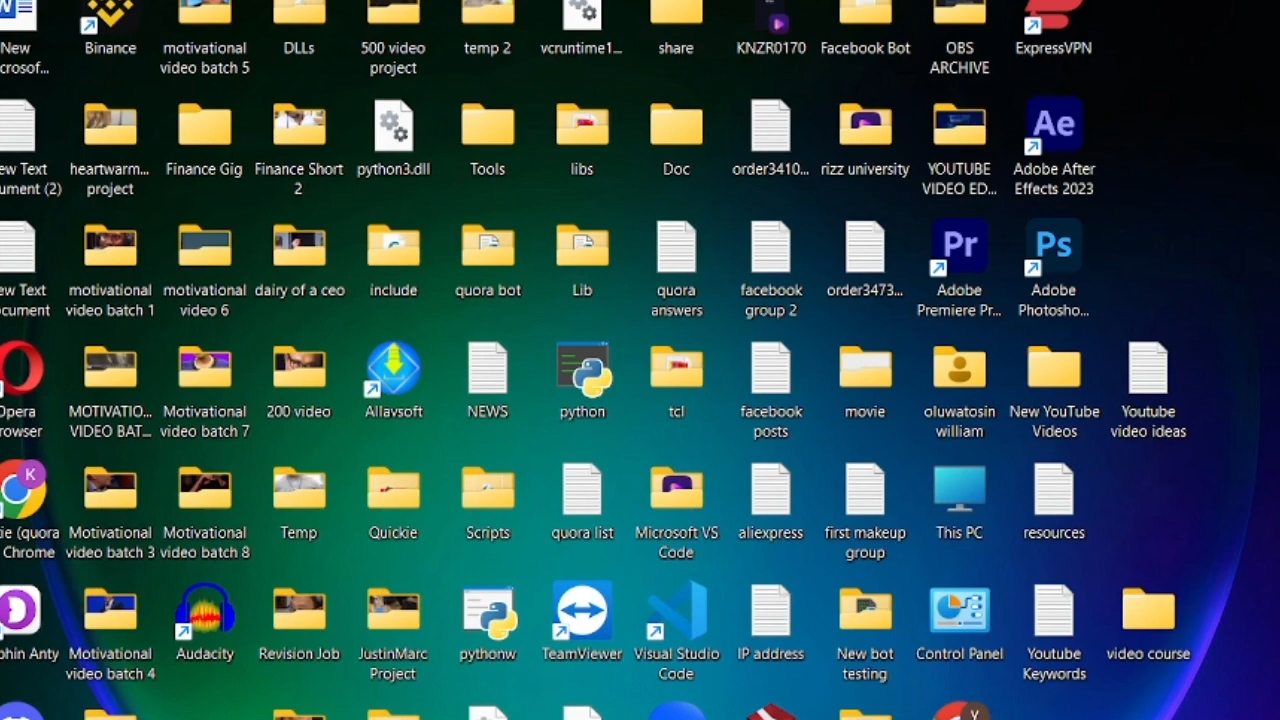 W
New
crosof...
Binance
motivational
video batch 5
DLLs
500 video
project
temp 2
vcruntime1...
share
KNZR0170
Facebook Bot
OBS
ARCHIVE
ExpressVPN
ew Text
ument (2)
heartwarm...
project
Finance Gig
Finance Short
2
python3.dll
Tools
libs
Doc
order3410...
rizz university
YOUTUBE
VIDEO ED...
Ae
Adobe After
Effects 2023
ew Text
cument
motivational
video batch 1
motivational
video 6
dairy of a ceo
include
quora bot
Lib
quora
answers
facebook
group 2
order3473...
Pr
Adobe
Premiere Pr...
Ps
Adobe
Photosho...
Opera
rowser
MOTIVATIO...
VIDEO BAT...
Motivational
video batch 7
200 video
Allavsoft
NEWS
python
tcl
facebook
posts
movie
oluwatosin
william
New YouTube
Videos
Youtube
video ideas
K
tie (quora
Chrome
Motivational
video batch 3
Motivational
video batch 8
Temp
Quickie
Scripts
quora list
Microsoft VS
Code
aliexpress
first makeup
group
This PC
resources
phin Anty
Motivational
video batch 4
Audacity
Revision Job
JustinMarc
Project
pythonw
TeamViewer
Visual Studio
Code
IP address
New bot
testing
Control Panel
Youtube
Keywords
video course
Y